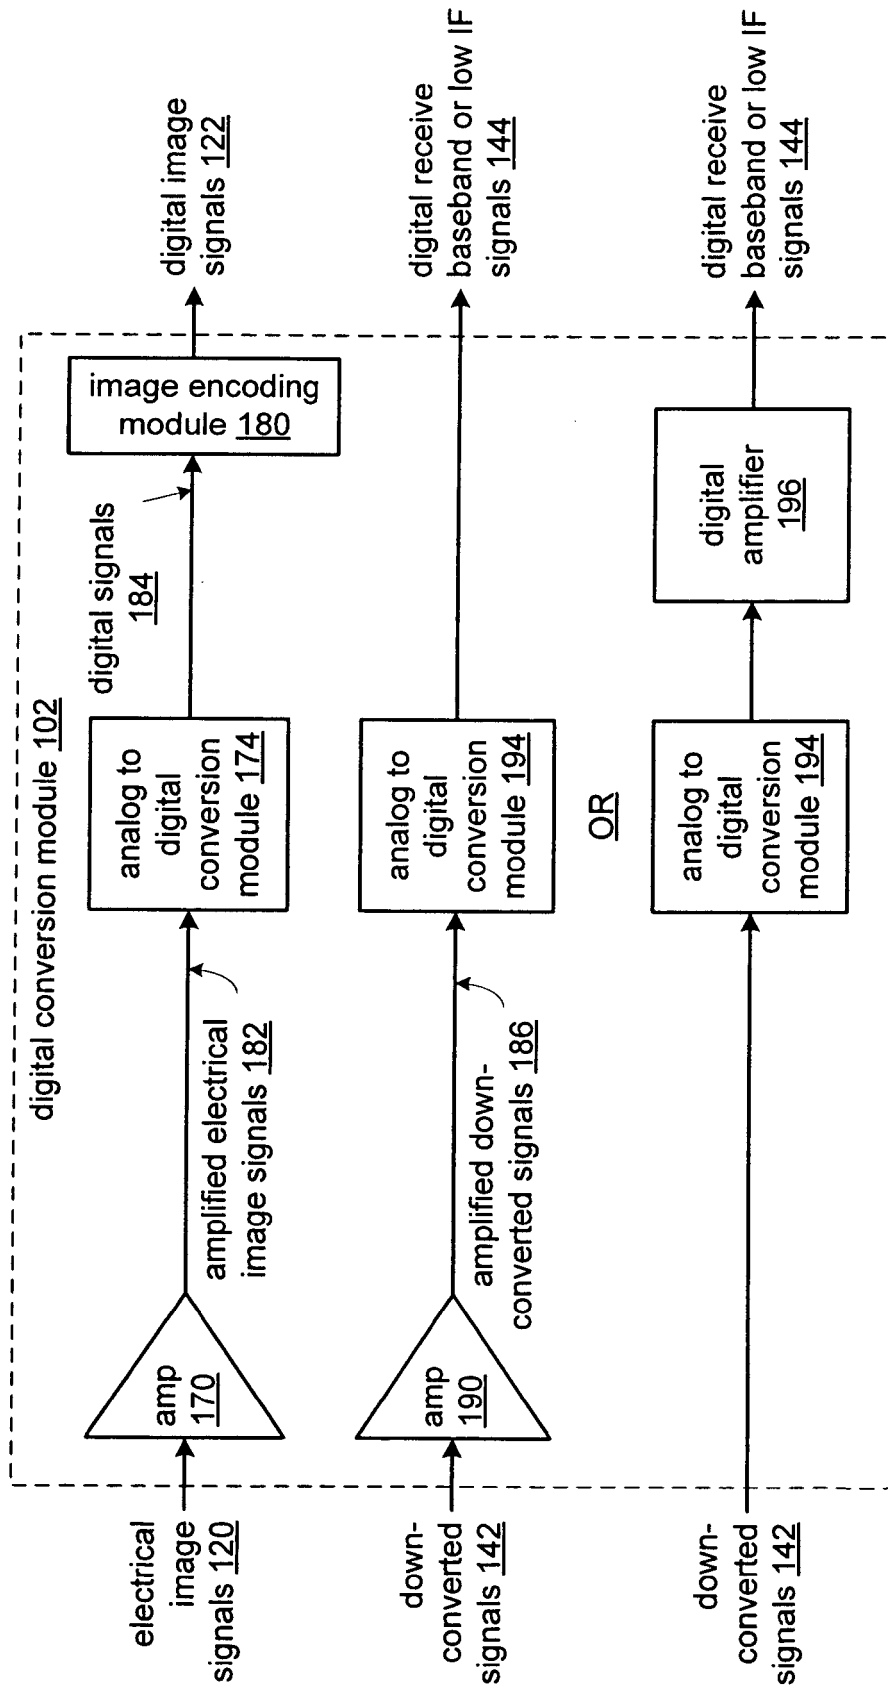 digital conversion module 102
electrical
image
signals 120
amp
170
amplified electrical
image signals 182
analog to
digital
conversion
module 174
digital signals
184
image encoding
module 180
digital image
signals 122
down-
converted
signals 142
amp
190
amplified down-
converted signals 186
analog to
digital
conversion
module 194
digital receive
baseband or low IF
signals 144
OR
down-
converted
signals 142
analog to
digital
conversion
module 194
digital
amplifier
196
digital receive
baseband or low IF
signals 144